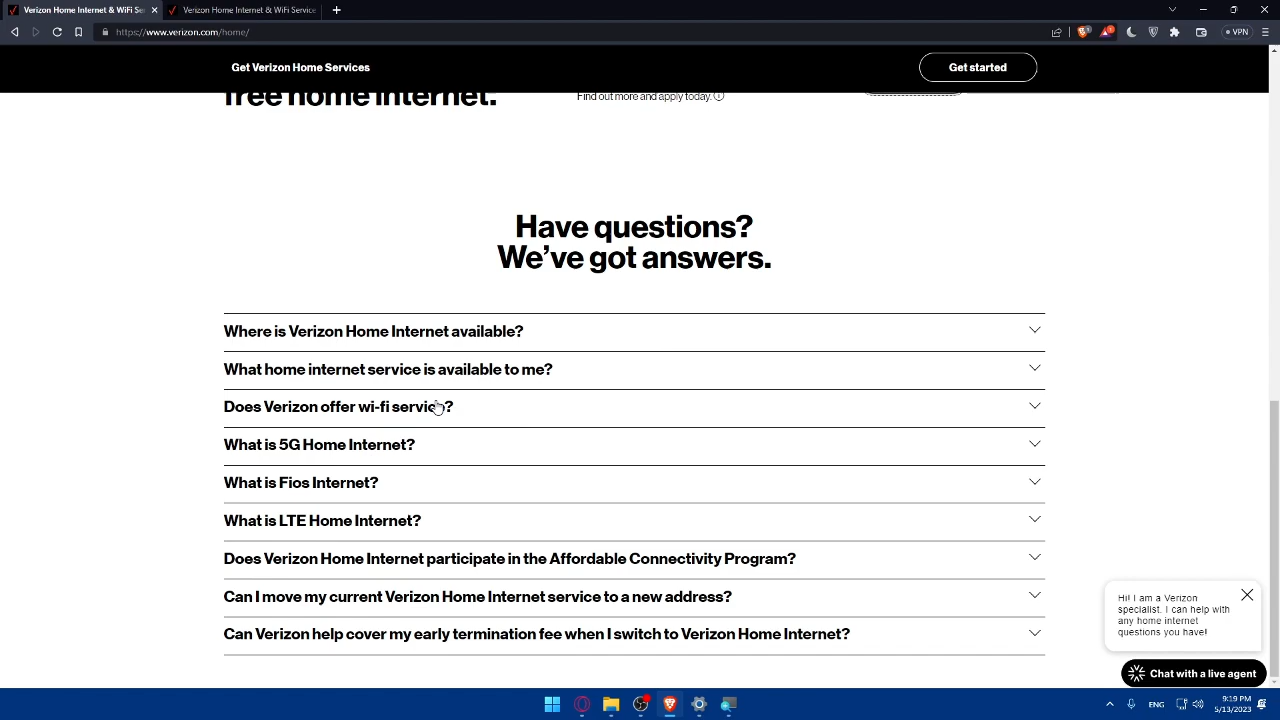 Verizon Home Internet & WiFi Se
Verizon Home Internet & WiFi Service
https://www.verizon.com/home/
VPN
Get Verizon Home Services
Get started
free home internet.
Find out more and apply today.
Have questions?
We've got answers.
Where is Verizon Home Internet available?
What home internet service is available to me?
Does Verizon offer wi-fi service?
What is 5G Home Internet?
What is Fios Internet?
What is LTE Home Internet?
Does Verizon Home Internet participate in the Affordable Connectivity Program?
Can I move my current Verizon Home Internet service to a new address?
Can Verizon help cover my early termination fee when I switch to Verizon Home Internet?
Hi! I am a Verizon
specialist. I can help with
any home internet
questions you have!
Chat with a live agent
ENG
9:19 PM
5/13/2023